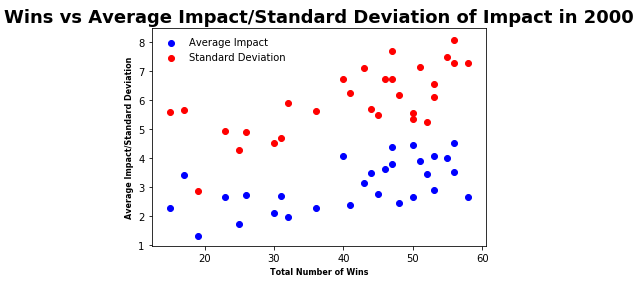 Wins vs Average Impact/Standard Deviation of Impact in 2000
Average Impact
Standard Deviation
Average Impact/Standard Deviation
8
7
6
5
4
3
2
1
20
30
40
50
60
Total Number of Wins